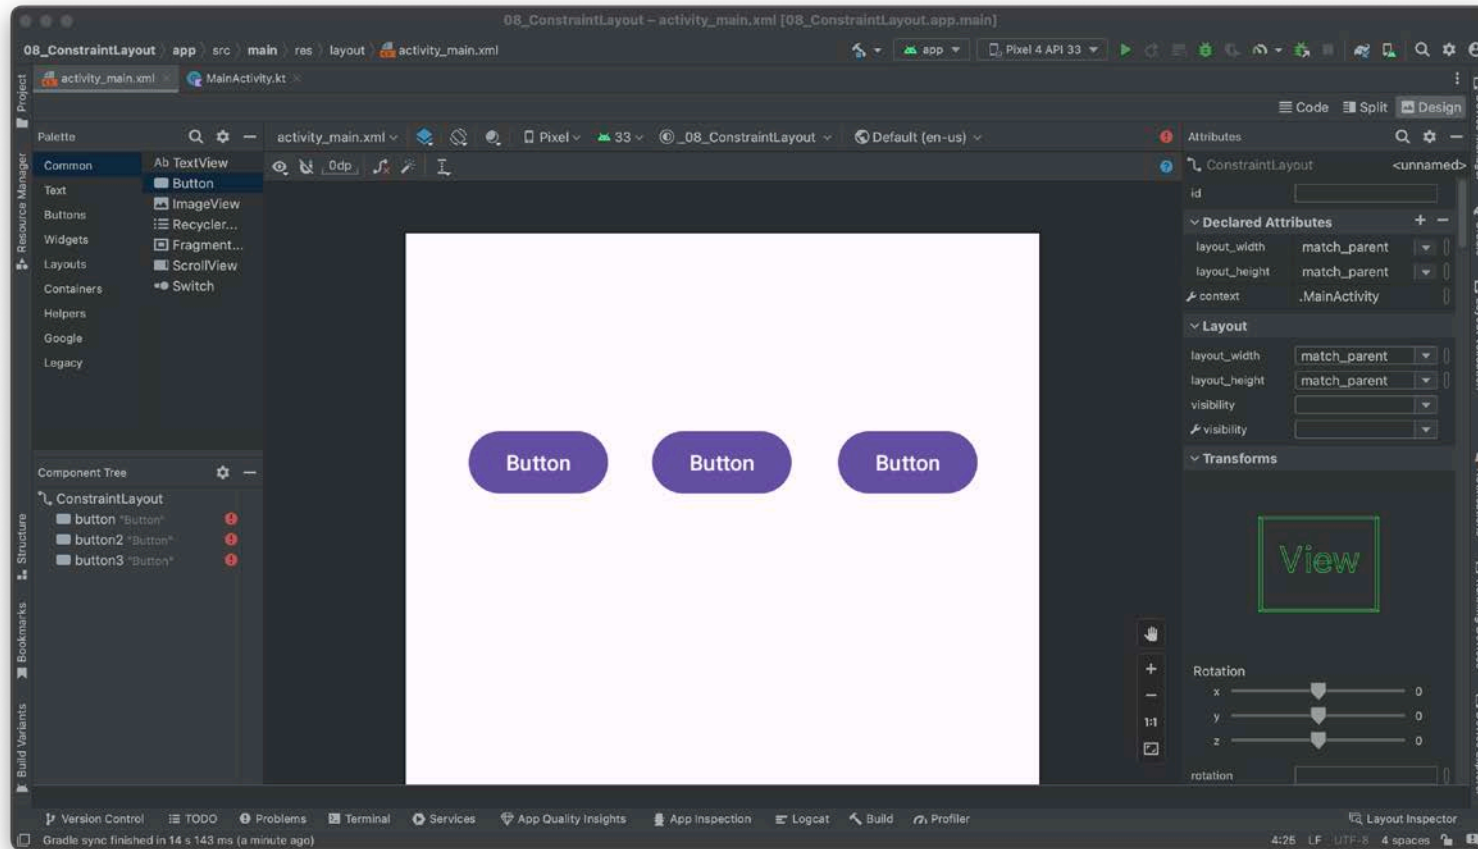 08_ConstraintLayout – activity_main.xml [08_ConstraintLayout.app.main]
08_ConstraintLayout app src main res layout activity_main.xml
app Pixel 4 API 33
activity_main.xml MainActivity.kt
Code Split Design
Project
Resource Manager
Structure
Bookmarks
Build Variants
Palette
Common
Text
Buttons
Widgets
Layouts
Containers
Helpers
Google
Legacy
Ab TextView
Button
ImageView
Recycler...
Fragment...
ScrollView
Switch
Component Tree
ConstraintLayout
button "Button"
button2 "Button"
button3 "Button"
activity_main.xml Pixel 33 _08_ConstraintLayout Default (en-us)
0dp
Button Button Button
1:1
Attributes
ConstraintLayout <unnamed>
id
Declared Attributes
layout_width match_parent
layout_height match_parent
context .MainActivity
Layout
layout_width match_parent
layout_height match_parent
visibility
visibility
Transforms
View
Rotation
x 0
y 0
z 0
rotation
Version Control TODO Problems Terminal Services App Quality Insights App Inspection Logcat Build Profiler Layout Inspector
Gradle sync finished in 14 s 143 ms (a minute ago) 4:25 LF UTF-8 4 spaces